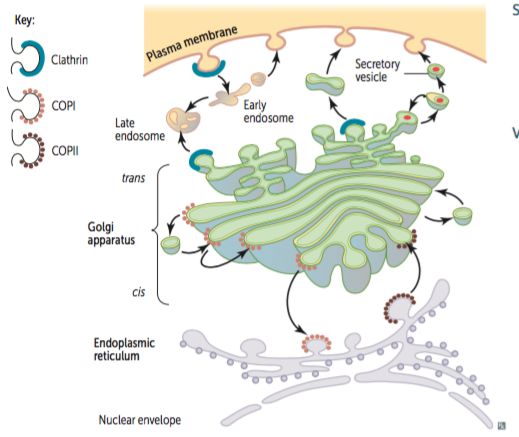 Key:
Clathrin
COPI
COPII
Plasma membrane
Secretory
vesicle
Early
endosome
Late
endosome
trans
Golgi
apparatus
cis
Endoplasmic
reticulum
Nuclear envelope
S
V